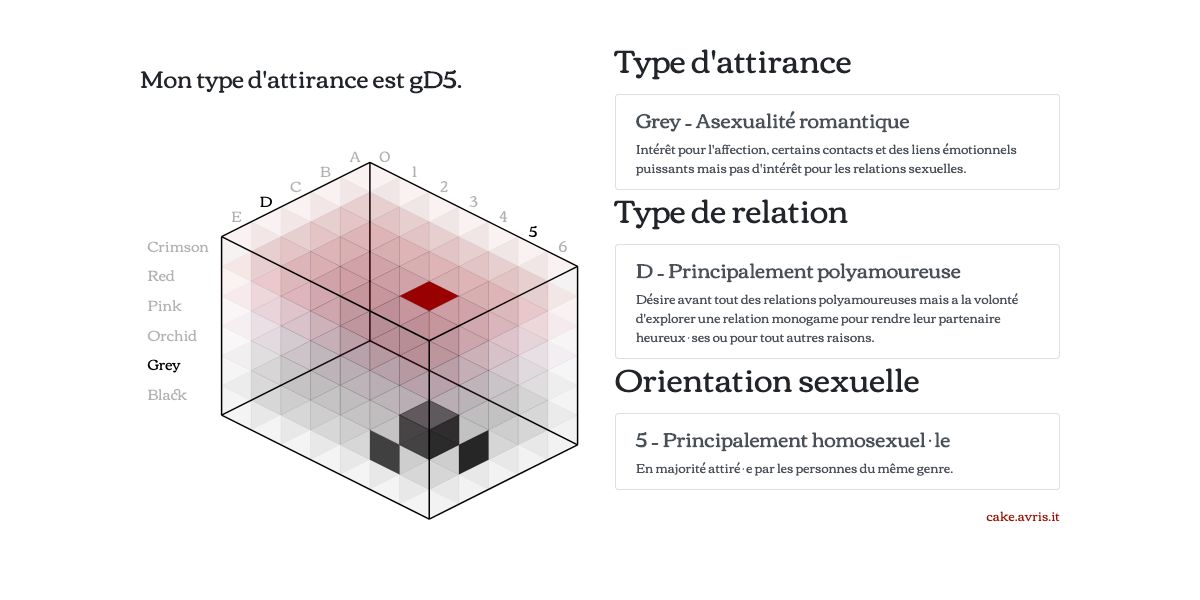 Mon type d'attirance est gD5.
A
B
C
D
E
0
1
2
3
4
5
6
Crimson
Red
Pink
Orchid
Grey
Black
Type d'attirance
Grey - Asexualité romantique
Intérêt pour l'affection, certains contacts et des liens émotionnels
puissants mais pas d'intérêt pour les relations sexuelles.
Type de relation
D - Principalement polyamoureuse
Désire avant tout des relations polyamoureuses mais a la volonté
d'explorer une relation monogame pour rendre leur partenaire
heureux·ses ou pour tout autres raisons.
Orientation sexuelle
5 - Principalement homosexuel·le
En majorité attiré·e par les personnes du même genre.
cake.avris.it